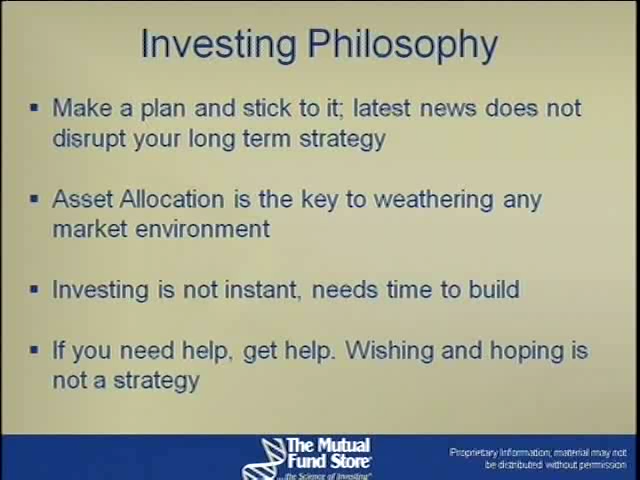 Investing Philosophy
▪ Make a plan and stick to it; latest news does not
disrupt your long term strategy
▪ Asset Allocation is the key to weathering any
market environment
▪ Investing is not instant, needs time to build
▪ If you need help, get help. Wishing and hoping is
not a strategy
The Mutual
Fund Store
...the Science of Investing
Proprietary Information, material may not
be distributed without permission